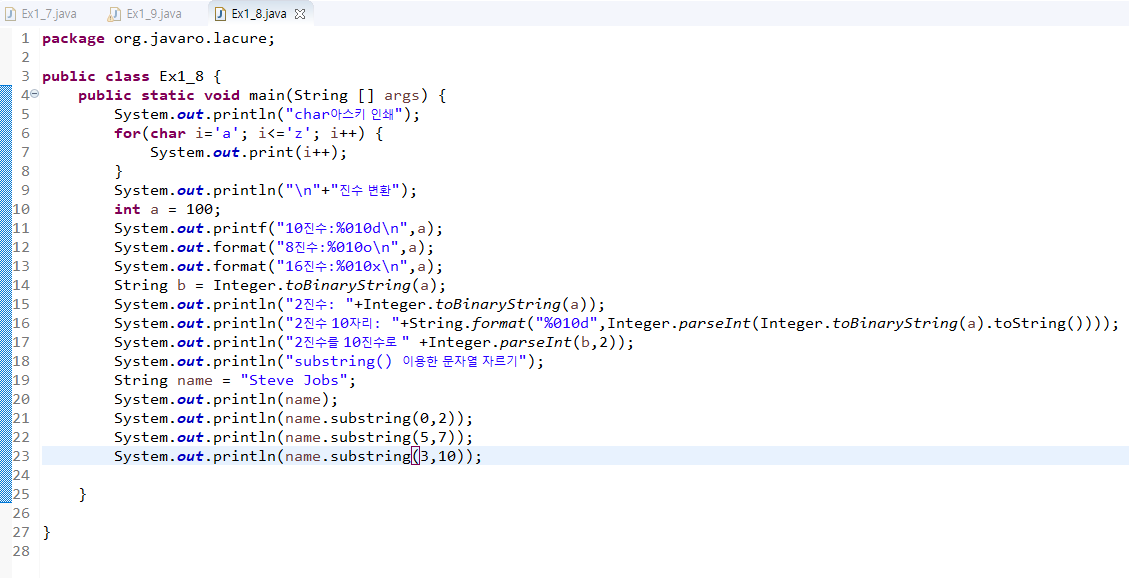 Ex1_7.java Ex1_9.java Ex1_8.java
1 package org.javaro.lacure;
2
3 public class Ex1_8 {
4 public static void main(String [] args) {
5 System.out.println("char아스키 인쇄");
6 for(char i='a'; i<='z'; i++) {
7 System.out.print(i++);
8 }
9 System.out.println("\n"+"진수 변환");
10 int a = 100;
11 System.out.printf("10진수:%010d\n",a);
12 System.out.format("8진수:%010o\n",a);
13 System.out.format("16진수:%010x\n",a);
14 String b = Integer.toBinaryString(a);
15 System.out.println("2진수: "+Integer.toBinaryString(a));
16 System.out.println("2진수 10자리: "+String.format("%010d",Integer.parseInt(Integer.toBinaryString(a).toString())));
17 System.out.println("2진수를 10진수로 " +Integer.parseInt(b,2));
18 System.out.println("substring() 이용한 문자열 자르기");
19 String name = "Steve Jobs";
20 System.out.println(name);
21 System.out.println(name.substring(0,2));
22 System.out.println(name.substring(5,7));
23 System.out.println(name.substring(3,10));
24
25 }
26
27 }
28